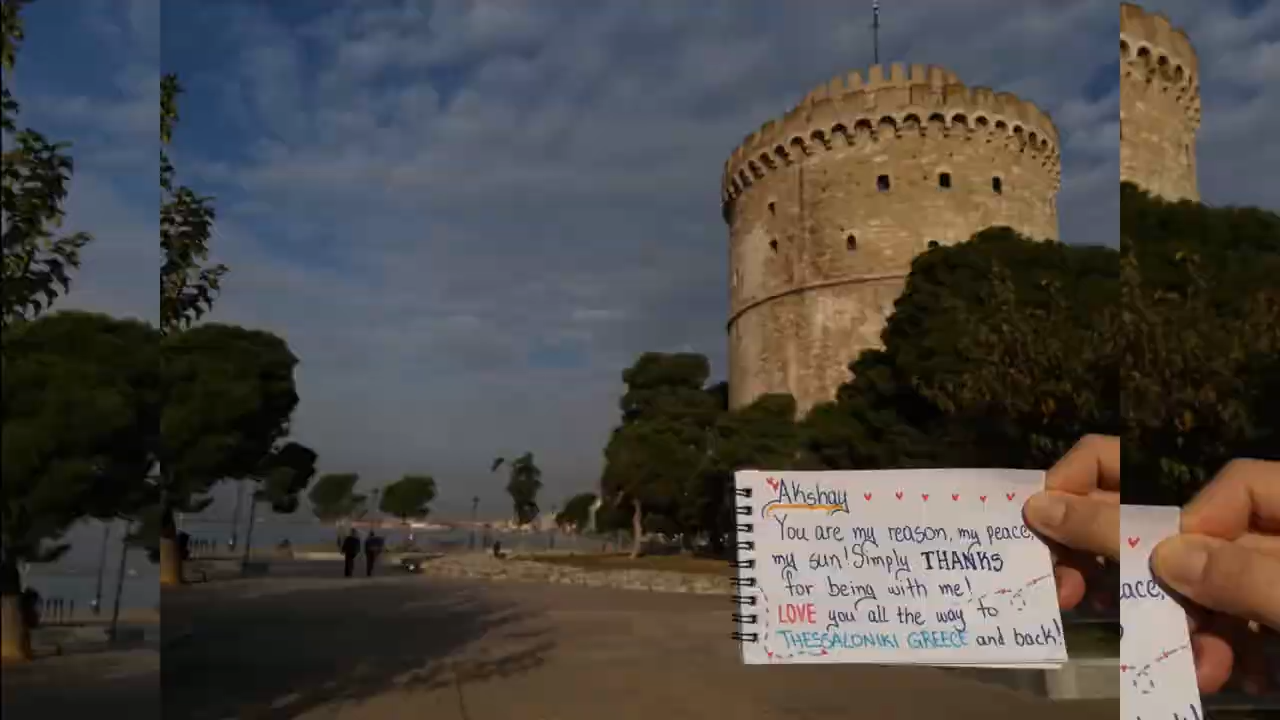 Akshay
You are my reason, my peace,
my sun! Simply THANKS
for being with me!
LOVE you all the way to
THESSALONIKI GREECE and back!
ace,